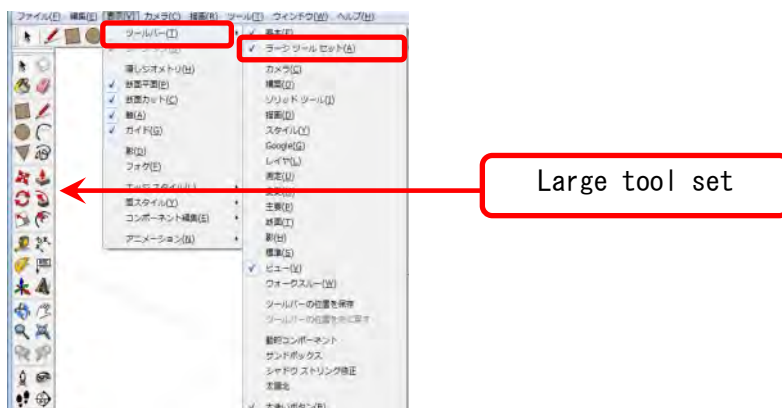 ファイル(F) 編集(E) 表示(V) カメラ(C) 描画(R) ツール(T) ウィンドウ(W) ヘルプ(H)
ツールバー(T)
隠しジオメトリ(H)
断面平面(P)
断面カット(C)
軸(A)
ガイド(G)
影(D)
フォグ(E)
エッジ スタイル(L)
面スタイル(Y)
コンポーネント編集(E)
アニメーション(N)
基本(F)
ラージ ツール セット(A)
カメラ(C)
構築(O)
ソリッド ツール(I)
描画(D)
スタイル(Y)
Google(G)
レイヤ(L)
測定(U)
主要(P)
断面(T)
影(H)
標準(S)
ビュー(V)
ウォークスルー(W)
ツールバーの位置を保存
ツールバーの位置を元に戻す
動的コンポーネント
サンドボックス
シャドウ ストリング修正
太陽北
大きいボタン(B)
Large tool set